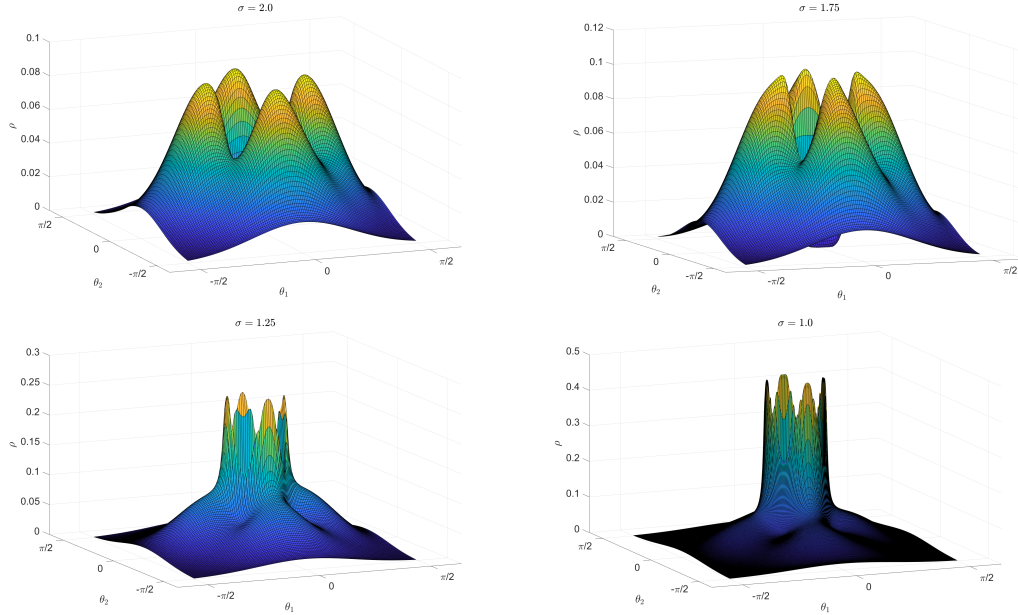 σ = 2.0
0.1
0.08
0.06
0.04
0.02
0
ρ
π/2
0
-π/2
θ₂
-π/2
0
π/2
θ₁
σ = 1.75
0.12
0.1
0.08
0.06
0.04
0.02
0
ρ
π/2
0
-π/2
θ₂
-π/2
0
π/2
θ₁
σ = 1.25
0.3
0.25
0.2
0.15
0.1
0.05
0
ρ
π/2
0
-π/2
θ₂
-π/2
0
π/2
θ₁
σ = 1.0
0.5
0.4
0.3
0.2
0.1
0
ρ
π/2
0
-π/2
θ₂
-π/2
0
π/2
θ₁